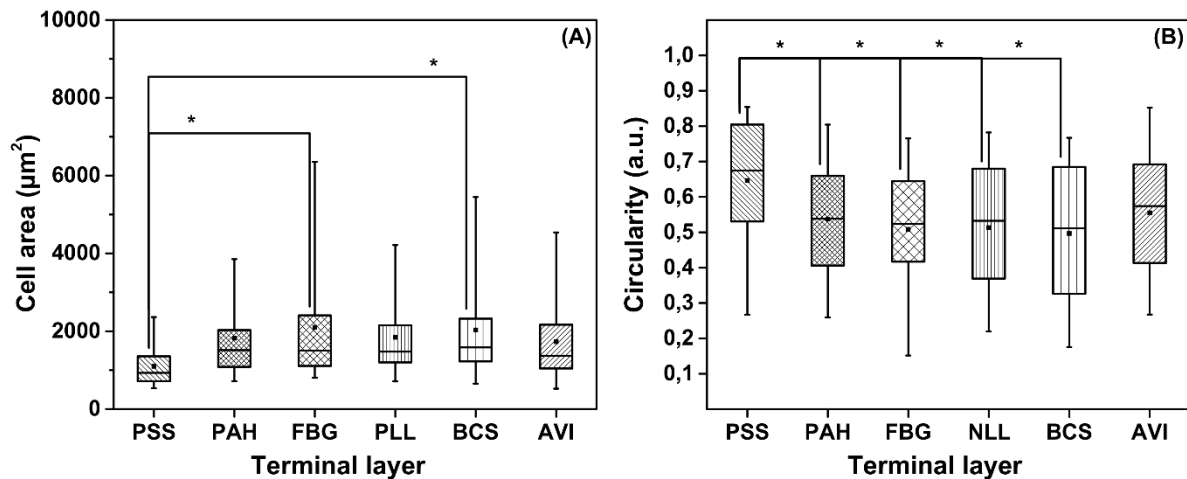 (A)
Cell area (µm²)
10000
8000
6000
4000
2000
0
*
*
PSS PAH FBG PLL BCS AVI
Terminal layer
(B)
Circularity (a.u.)
1,0
0,9
0,8
0,7
0,6
0,5
0,4
0,3
0,2
0,1
* * * *
PSS PAH FBG NLL BCS AVI
Terminal layer